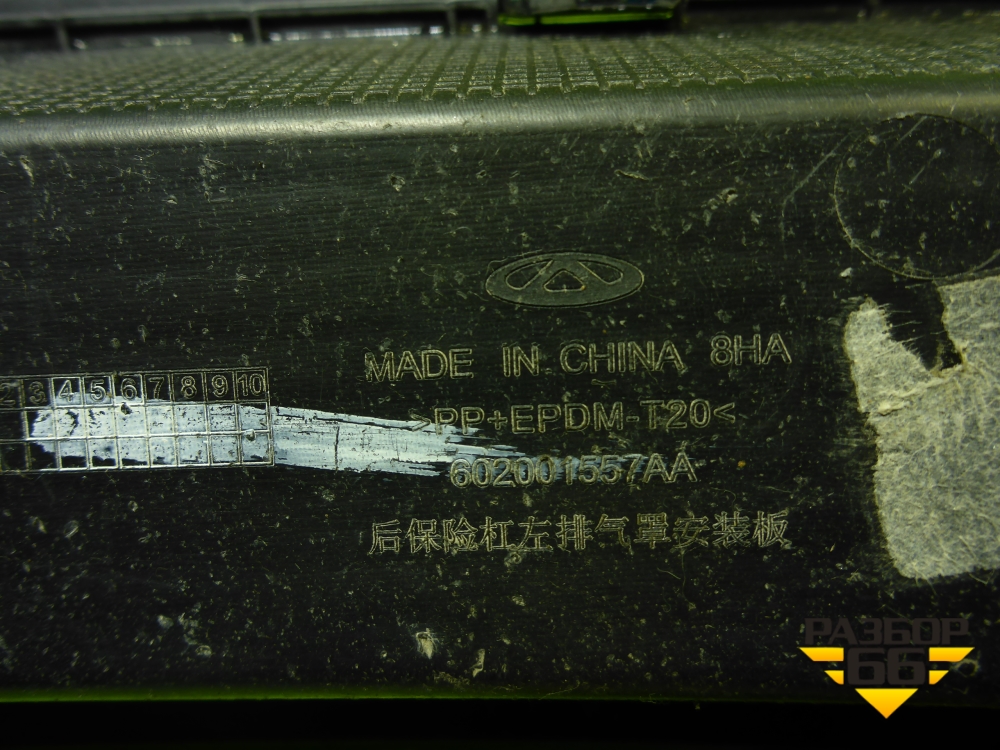 MADE IN CHINA 8HA
2 3 4 5 6 7 8 9 10
>PP+EPDM-T20<
602001557AA
后保险杠左排气罩安装板
РАЗБОР
66